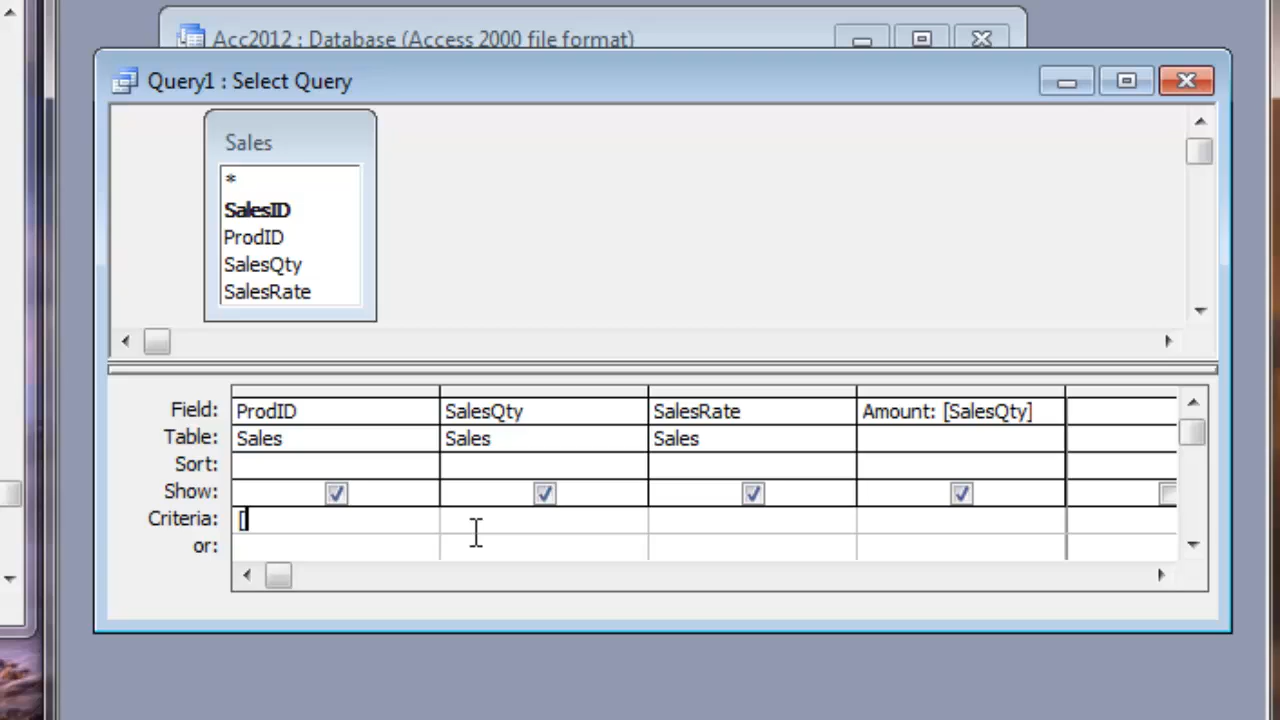 Acc2012 : Database (Access 2000 file format)
Query1 : Select Query
Sales
*
SalesID
ProdID
SalesQty
SalesRate
Field: ProdID SalesQty SalesRate Amount: [SalesQty]
Table: Sales Sales Sales
Sort:
Show:
Criteria: [
or: